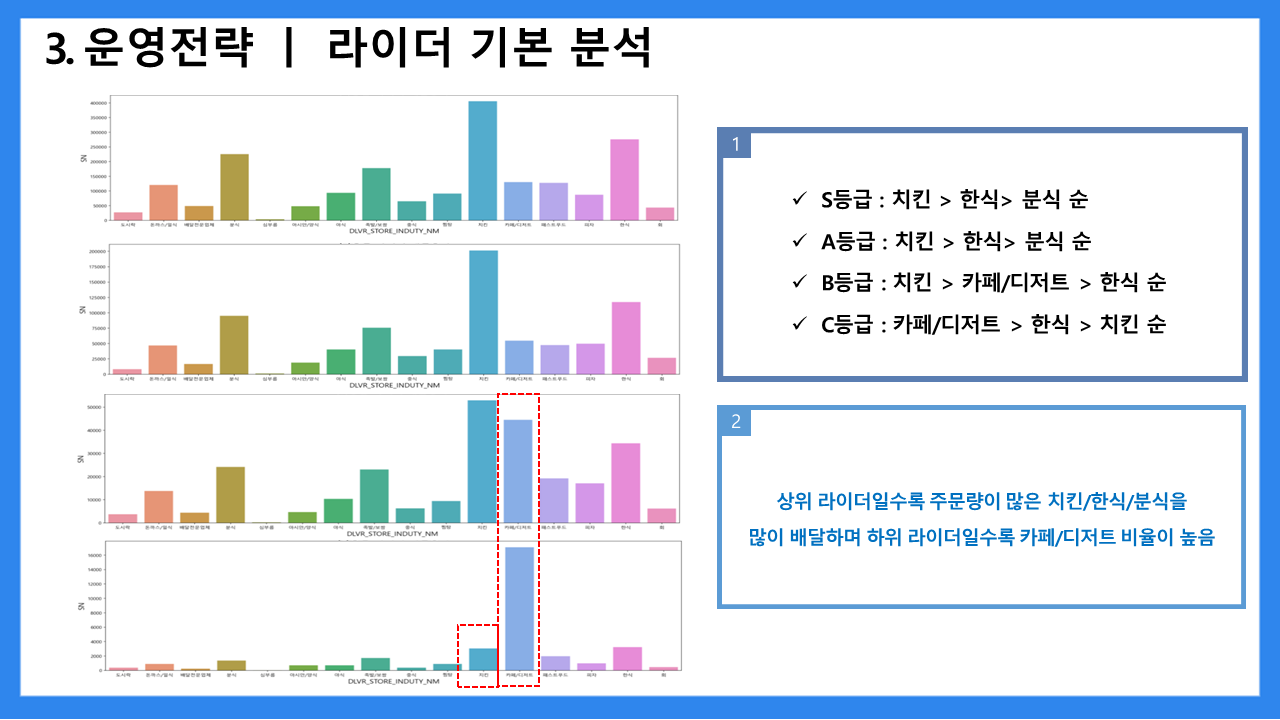 3. 운영전략 ㅣ 라이더 기본 분석
400000
350000
300000
250000
200000
150000
100000
50000
0
SN
도시락 돈까스/일식 배달전문업체 분식 심부름 아시안/양식 야식 족발/보쌈 중식 찜탕 치킨 카페/디저트 패스트푸드 피자 한식 회
DLVR_STORE_INDUTY_NM
200000
175000
150000
125000
100000
75000
50000
25000
0
SN
도시락 돈까스/일식 배달전문업체 분식 심부름 아시안/양식 야식 족발/보쌈 중식 찜탕 치킨 카페/디저트 패스트푸드 피자 한식 회
DLVR_STORE_INDUTY_NM
50000
40000
30000
20000
10000
0
SN
도시락 돈까스/일식 배달전문업체 분식 심부름 아시안/양식 야식 족발/보쌈 중식 찜탕 치킨 카페/디저트 패스트푸드 피자 한식 회
DLVR_STORE_INDUTY_NM
16000
14000
12000
10000
8000
6000
4000
2000
0
SN
도시락 돈까스/일식 배달전문업체 분식 심부름 아시안/양식 야식 족발/보쌈 중식 찜탕 치킨 카페/디저트 패스트푸드 피자 한식 회
DLVR_STORE_INDUTY_NM
1
✓ S등급 : 치킨 > 한식> 분식 순
✓ A등급 : 치킨 > 한식> 분식 순
✓ B등급 : 치킨 > 카페/디저트 > 한식 순
✓ C등급 : 카페/디저트 > 한식 > 치킨 순
2
상위 라이더일수록 주문량이 많은 치킨/한식/분식을
많이 배달하며 하위 라이더일수록 카페/디저트 비율이 높음